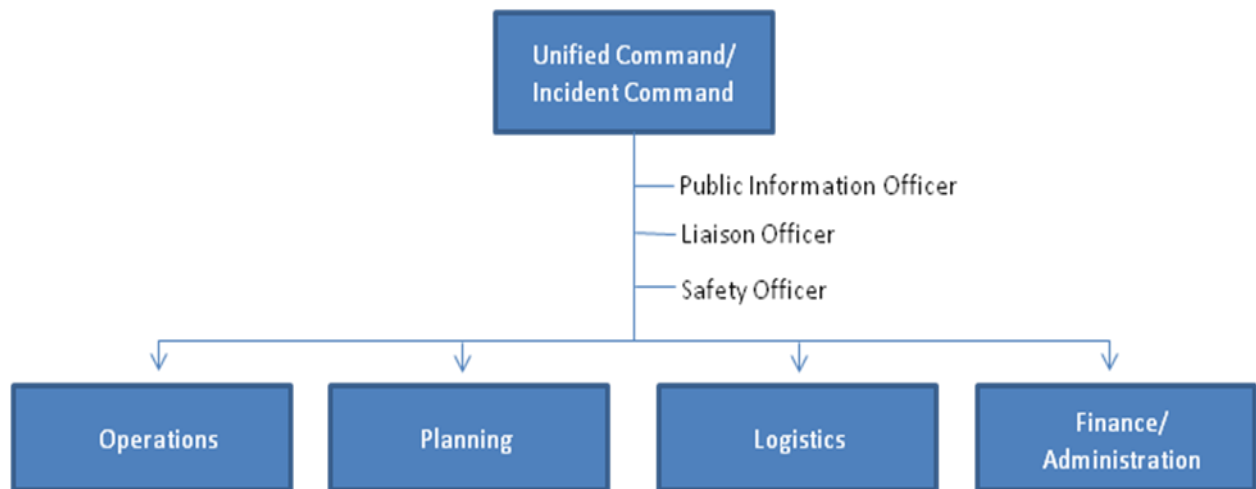 Unified Command/
Incident Command
Public Information Officer
Liaison Officer
Safety Officer
Operations
Planning
Logistics
Finance/
Administration